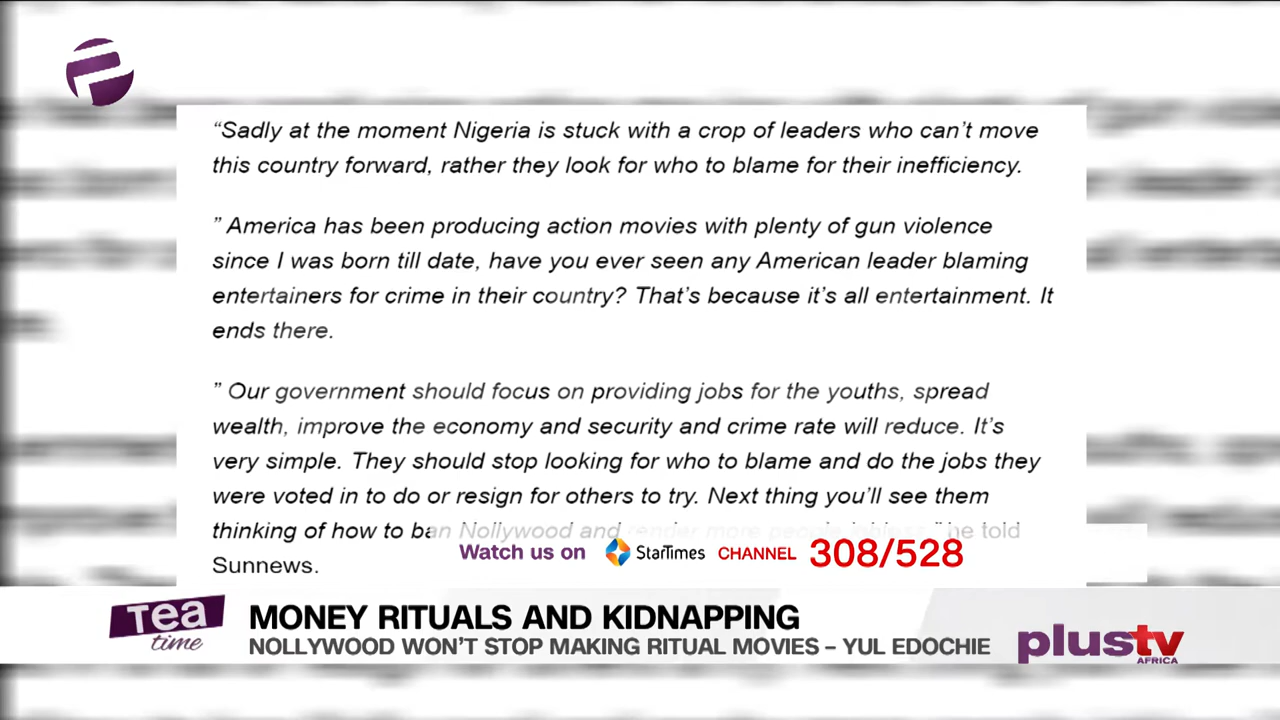 “Sadly at the moment Nigeria is stuck with a crop of leaders who can’t move
this country forward, rather they look for who to blame for their inefficiency.
” America has been producing action movies with plenty of gun violence
since I was born till date, have you ever seen any American leader blaming
entertainers for crime in their country? That’s because it’s all entertainment. It
ends there.
” Our government should focus on providing jobs for the youths, spread
wealth, improve the economy and security and crime rate will reduce. It’s
very simple. They should stop looking for who to blame and do the jobs they
were voted in to do or resign for others to try. Next thing you’ll see them
thinking of how to ban Nollywood and render more people jobless,” he told
Sunnews.
Watch us on StarTimes CHANNEL 308/528
Tea
time
MONEY RITUALS AND KIDNAPPING
NOLLYWOOD WON’T STOP MAKING RITUAL MOVIES – YUL EDOCHIE
plustv
AFRICA